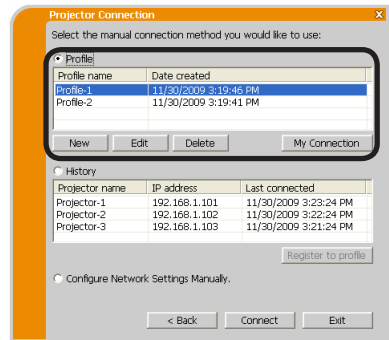 Projector Connection X
Select the manual connection method you would like to use:
Profile
Profile name Date created
Profile-1 11/30/2009 3:19:46 PM
Profile-2 11/30/2009 3:19:41 PM
New Edit Delete My Connection
History
Projector name IP address Last connected
Projector-1 192.168.1.101 11/30/2009 3:23:24 PM
Projector-2 192.168.1.102 11/30/2009 3:22:24 PM
Projector-3 192.168.1.103 11/30/2009 3:21:24 PM
Register to profile
Configure Network Settings Manually.
< Back Connect Exit